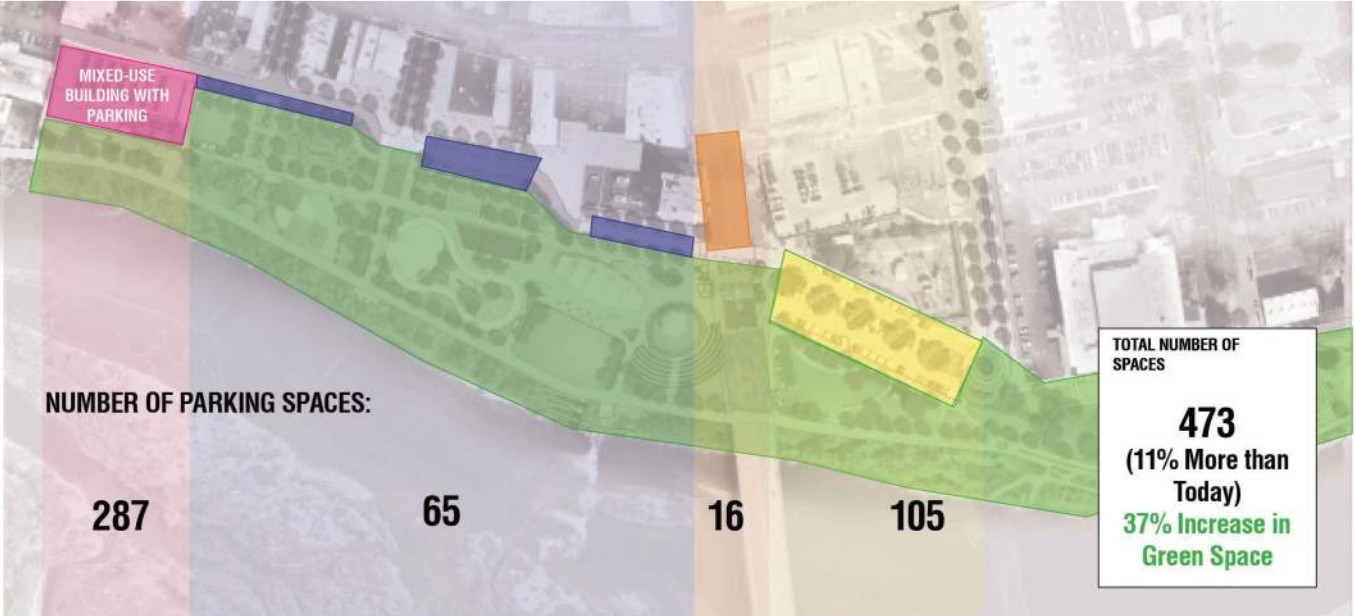 MIXED-USE
BUILDING WITH
PARKING
NUMBER OF PARKING SPACES:
287
65
16
105
TOTAL NUMBER OF
SPACES
473
(11% More than
Today)
37% Increase in
Green Space